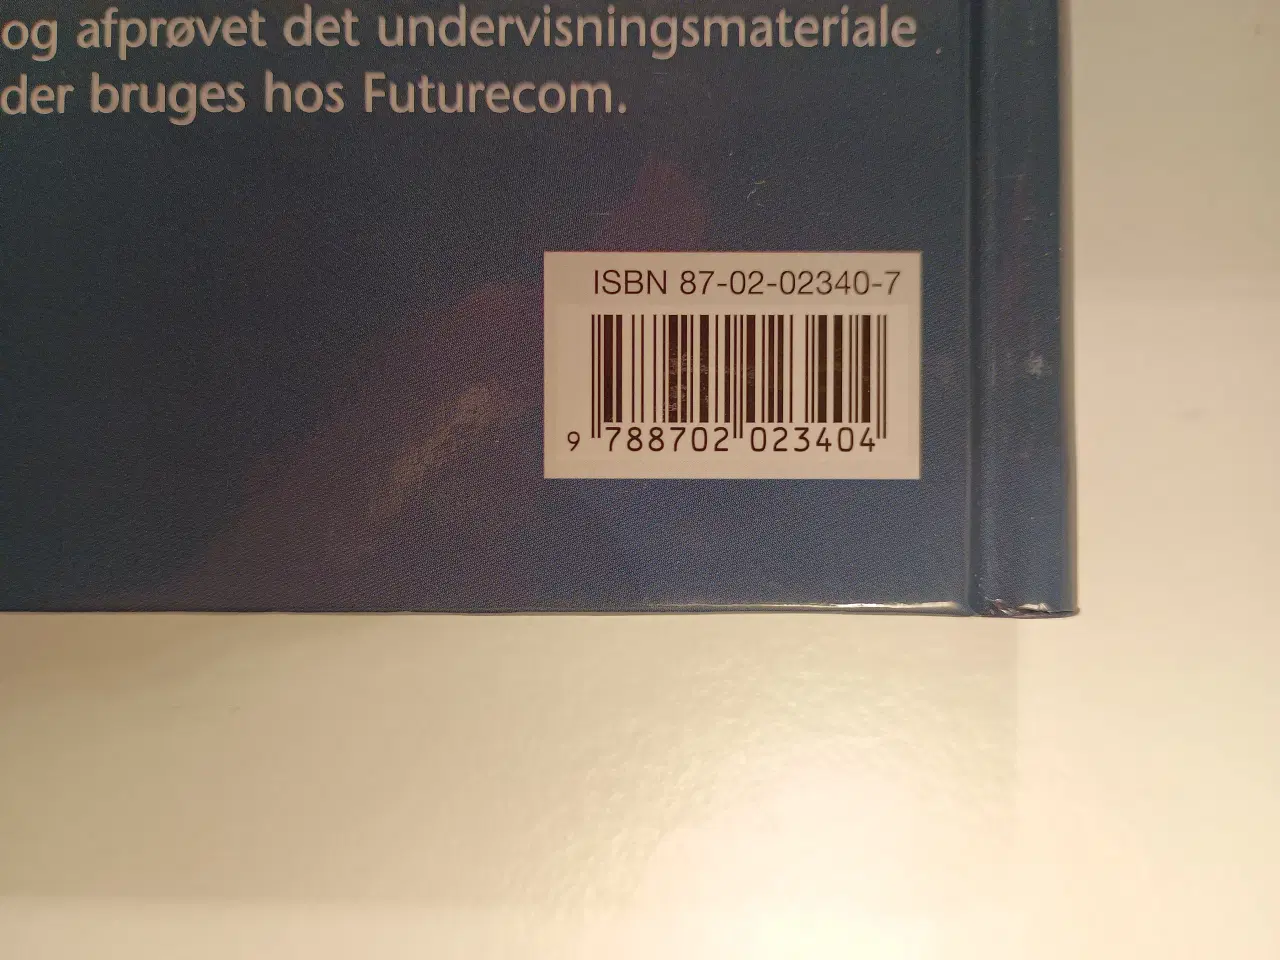 og afprøvet det undervisningsmateriale
der bruges hos Futurecom.
ISBN 87-02-02340-7
9 788702 023404